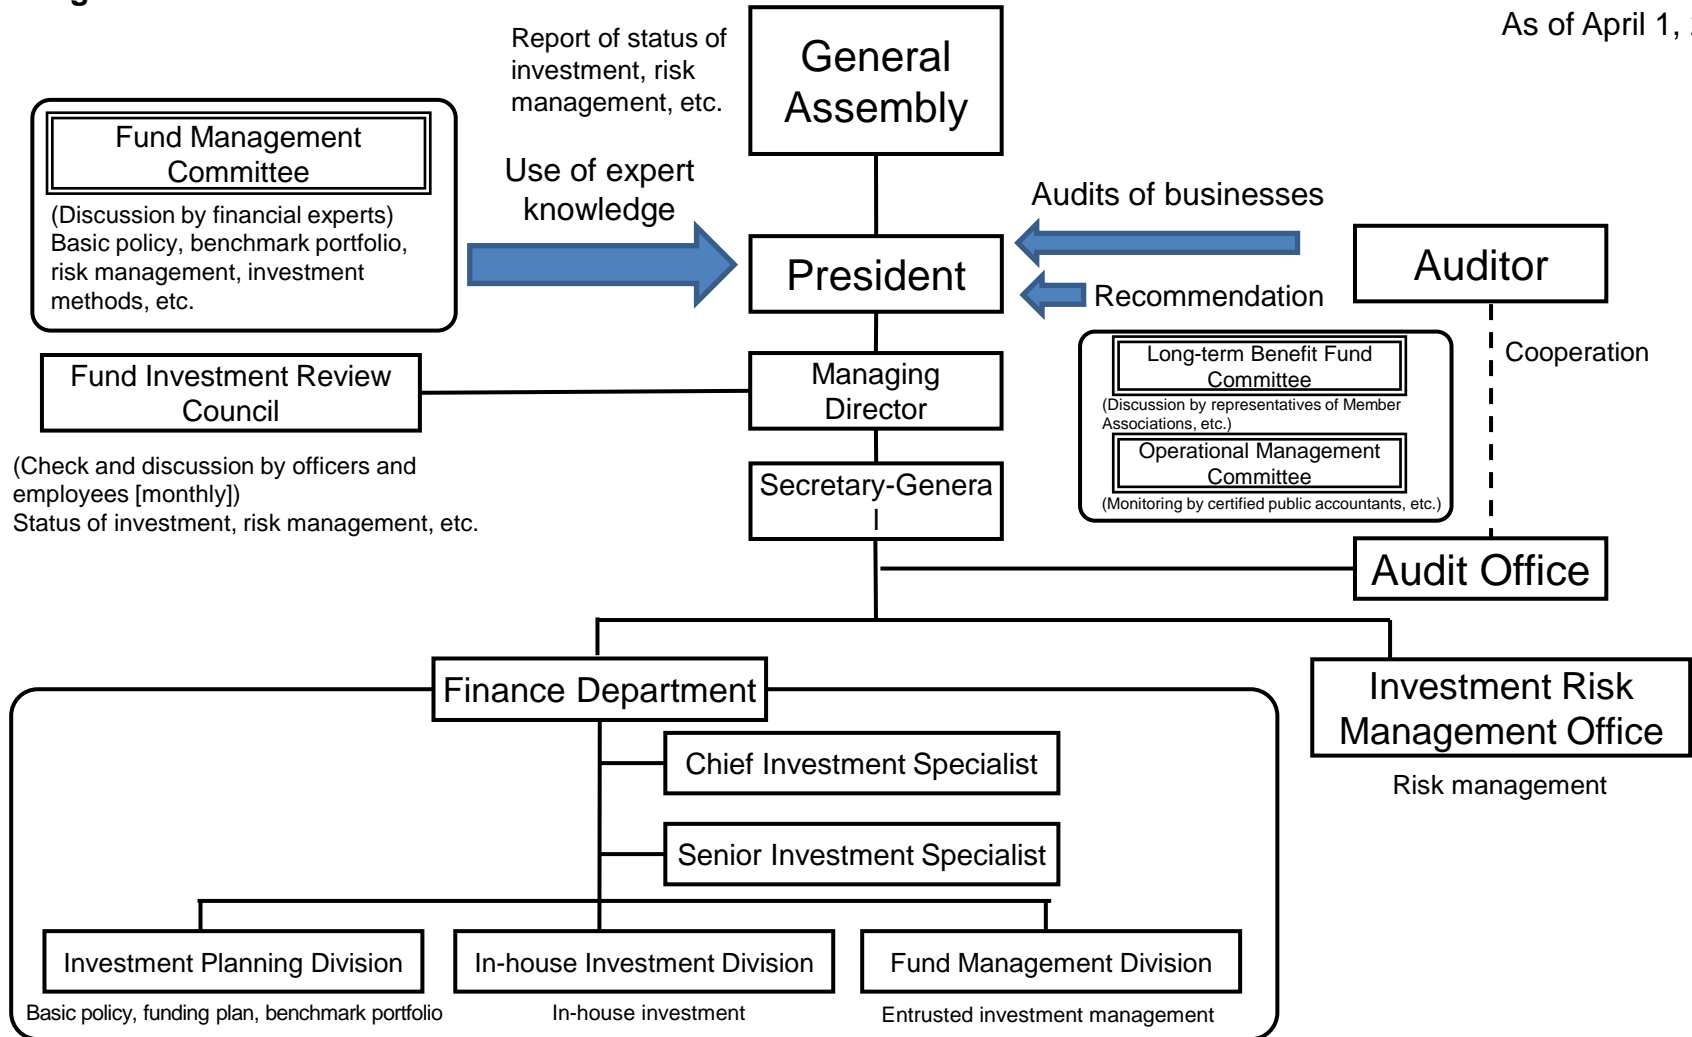 As of April 1,
Report of status of
investment, risk
management, etc.
General
Assembly
Fund Management
Committee
(Discussion by financial experts)
Basic policy, benchmark portfolio,
risk management, investment
methods, etc.
Use of expert
knowledge
Audits of businesses
President
Auditor
Recommendation
Fund Investment Review
Council
Managing
Director
Long-term Benefit Fund
Committee
(Discussion by representatives of Member
Associations, etc.)
Operational Management
Committee
(Monitoring by certified public accountants, etc.)
Cooperation
(Check and discussion by officers and
employees [monthly])
Status of investment, risk management, etc.
Secretary-Genera
l
Audit Office
Finance Department
Investment Risk
Management Office
Risk management
Chief Investment Specialist
Senior Investment Specialist
Investment Planning Division
Basic policy, funding plan, benchmark portfolio
In-house Investment Division
In-house investment
Fund Management Division
Entrusted investment management